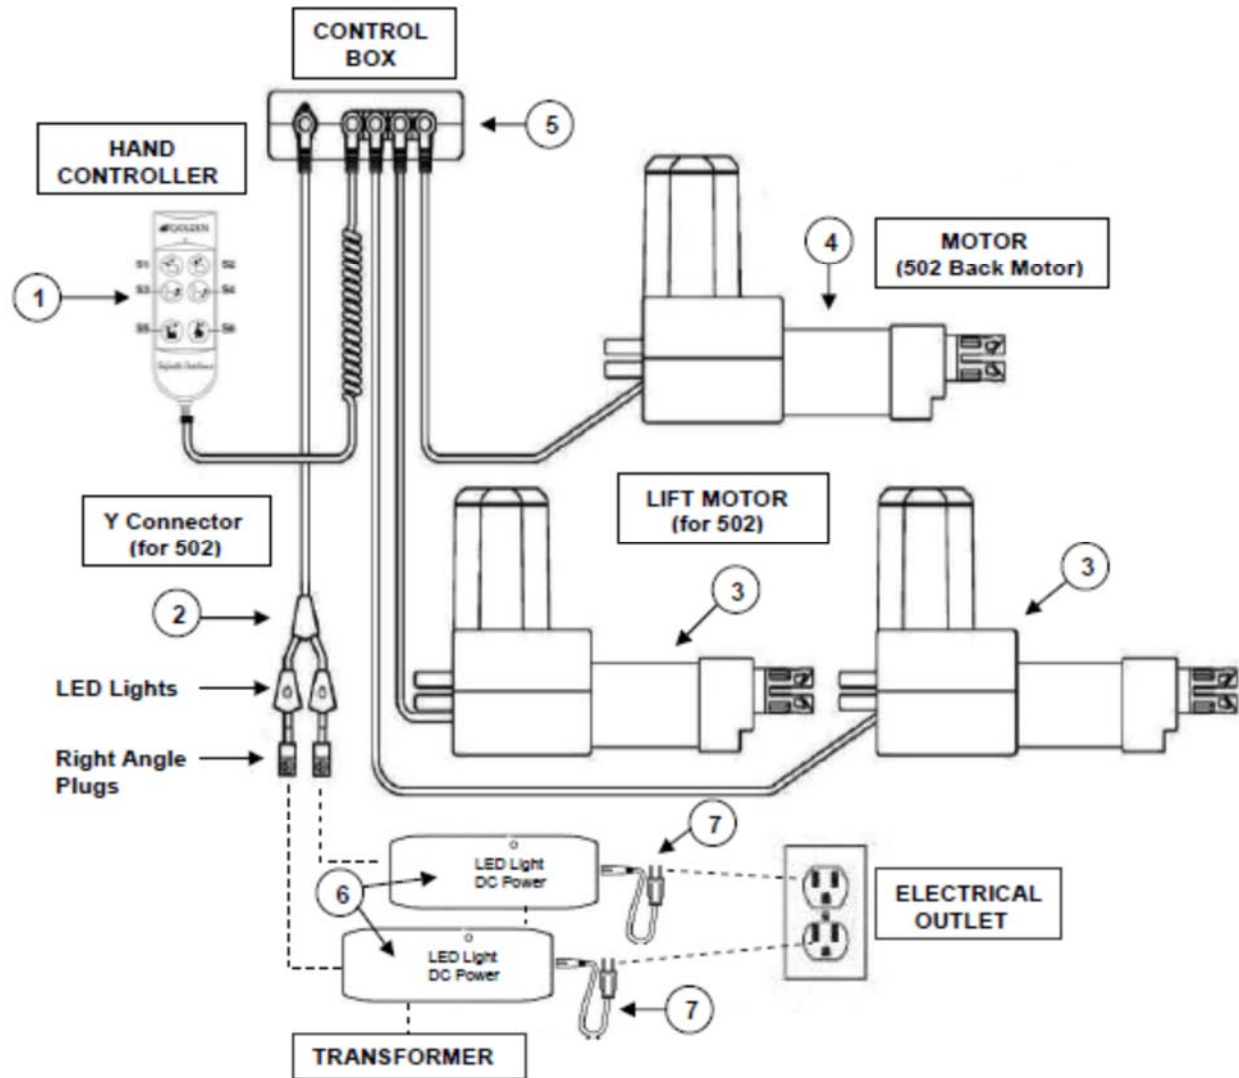 CONTROL
BOX
5
HAND
CONTROLLER
GOLDEN
S1
S2
S3
S4
S5
S6
1
4
MOTOR
(502 Back Motor)
LIFT MOTOR
(for 502)
Y Connector
(for 502)
3
3
2
LED Lights
Right Angle
Plugs
7
LED Light
DC Power
6
ELECTRICAL
OUTLET
LED Light
DC Power
7
TRANSFORMER